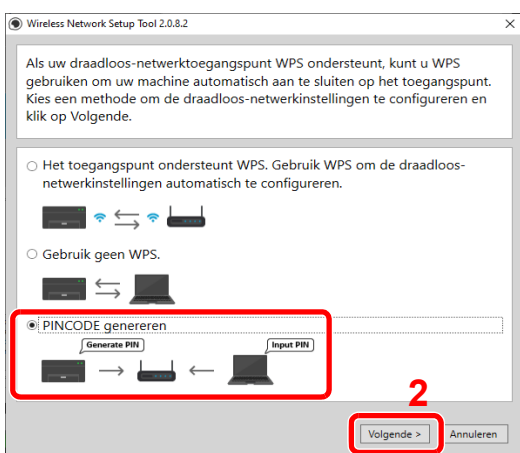 Wireless Network Setup Tool 2.0.8.2
Als uw draadloos-netwerktoegangspunt WPS ondersteunt, kunt u WPS
gebruiken om uw machine automatisch aan te sluiten op het toegangspunt.
Kies een methode om de draadloos-netwerkinstellingen te configureren en
klik op Volgende.
Het toegangspunt ondersteunt WPS. Gebruik WPS om de draadloos-
netwerkinstellingen automatisch te configureren.
Gebruik geen WPS.
PINCODE genereren
Generate PIN
Input PIN
2
Volgende >
Annuleren